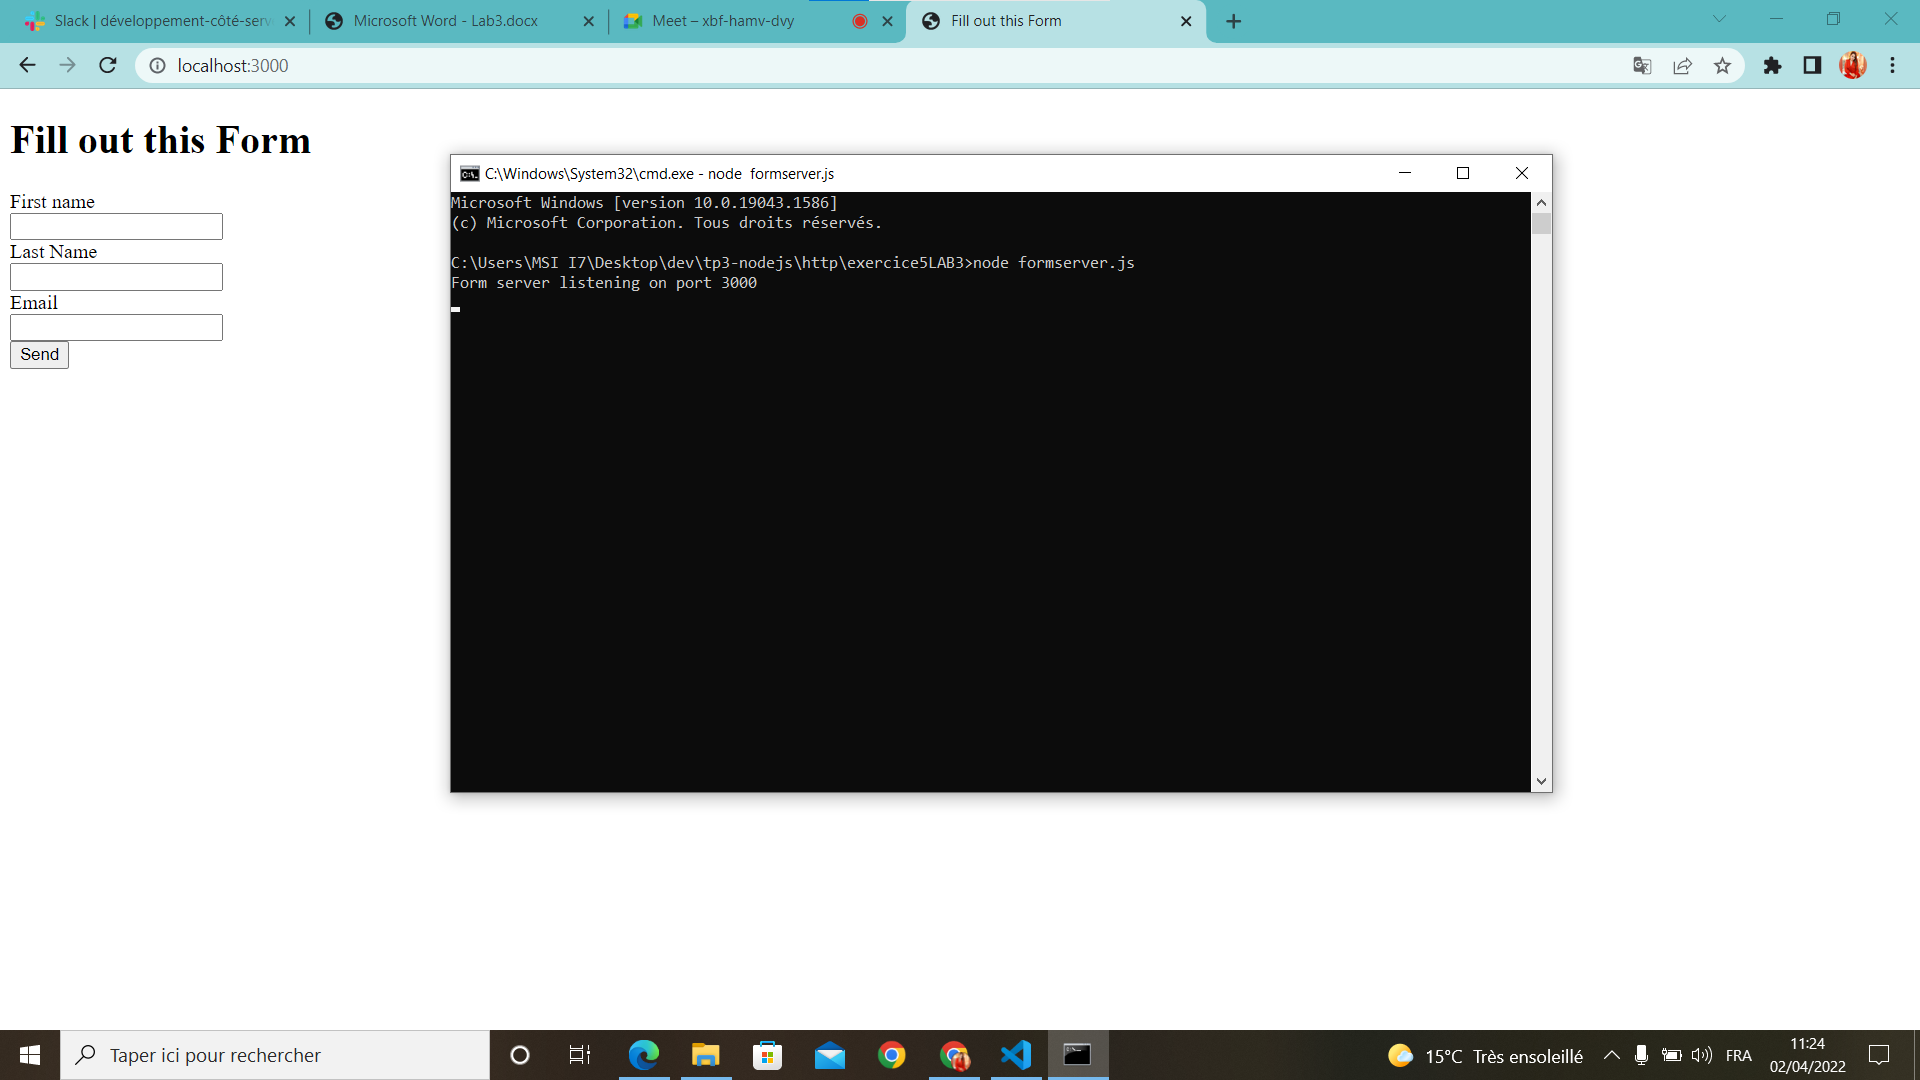 Slack | développement-côté-serv
Microsoft Word - Lab3.docx
Meet – xbf-hamv-dvy
Fill out this Form
localhost:3000
Fill out this Form
First name
Last Name
Email
Send
C:\Windows\System32\cmd.exe - node  formserver.js
Microsoft Windows [version 10.0.19043.1586]
(c) Microsoft Corporation. Tous droits réservés.
C:\Users\MSI I7\Desktop\dev\tp3-nodejs\http\exercice5LAB3>node formserver.js
Form server listening on port 3000
Taper ici pour rechercher
15°C Très ensoleillé
FRA
11:24
02/04/2022